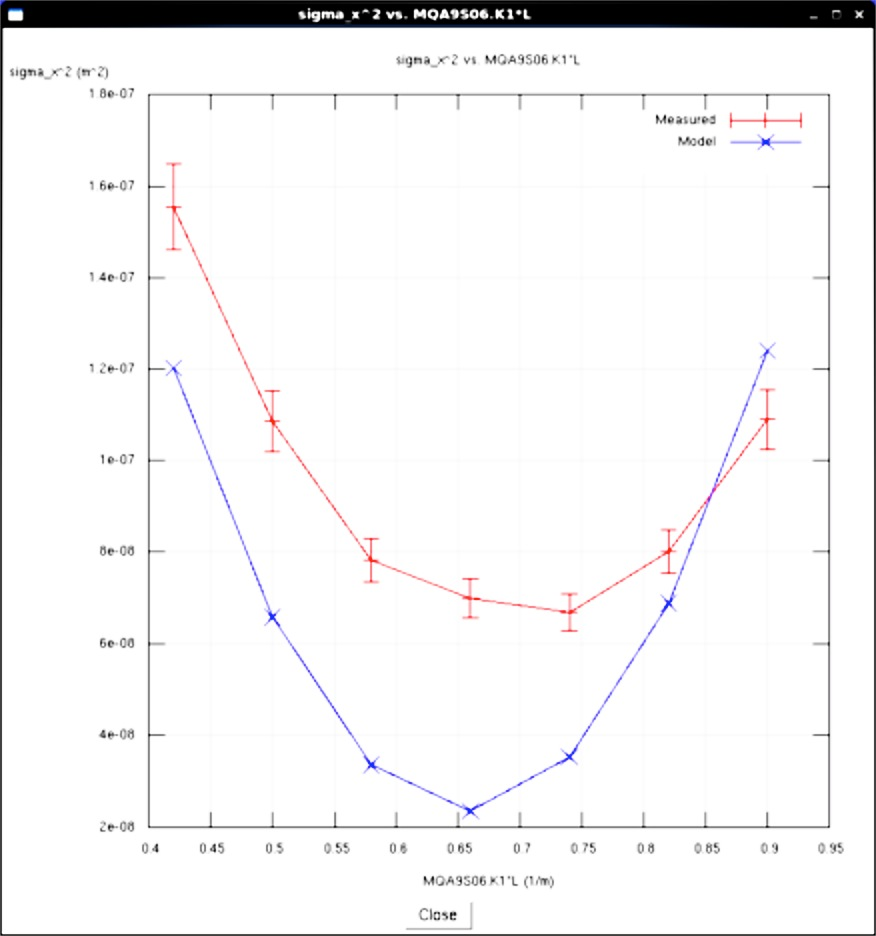 sigma_x^2 vs. MQA9S06.K1*L
sigma_x^2 vs. MQA9S06.K1*L
sigma_x^2 (m^2)
1.8e-07
1.6e-07
1.4e-07
1.2e-07
1e-07
8e-08
6e-08
4e-08
2e-08
Measured
Model
0.4 0.45 0.5 0.55 0.6 0.65 0.7 0.75 0.8 0.85 0.9 0.95
MQA9S06.K1*L (1/m)
Close